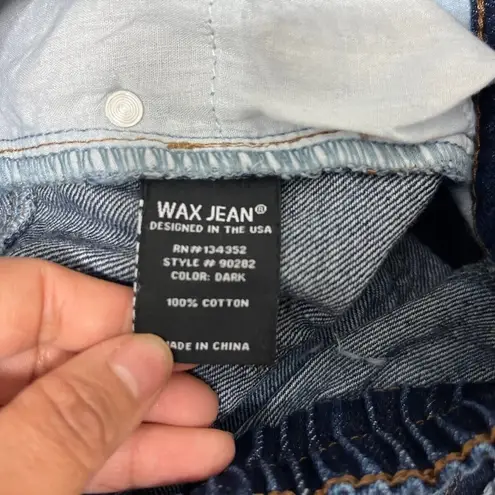 WAX JEAN®
DESIGNED IN THE USA
RN#134352
STYLE # 90282
COLOR: DARK
100% COTTON
MADE IN CHINA